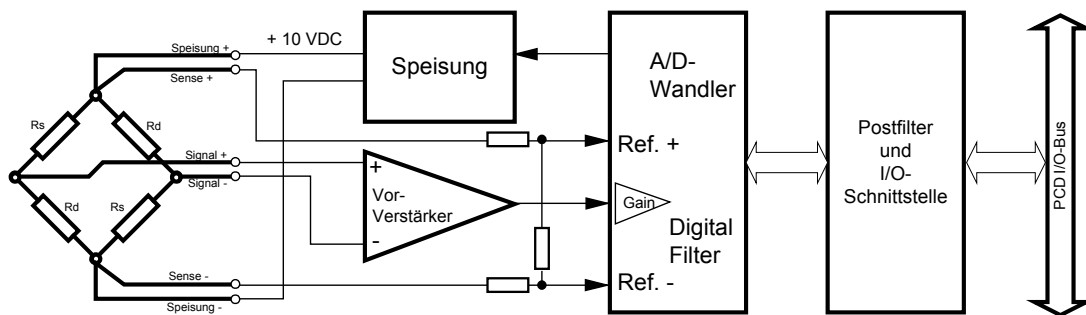 Speisung +
+ 10 VDC
Sense +
Speisung
A/D-
Wandler
Rs
Rd
Signal +
Signal -
Rd
Rs
+
Vor-
Verstärker
-
Ref. +
Gain
Digital
Filter
Ref. -
Sense -
Speisung -
Postfilter
und
I/O-
Schnittstelle
PCD I/O-Bus